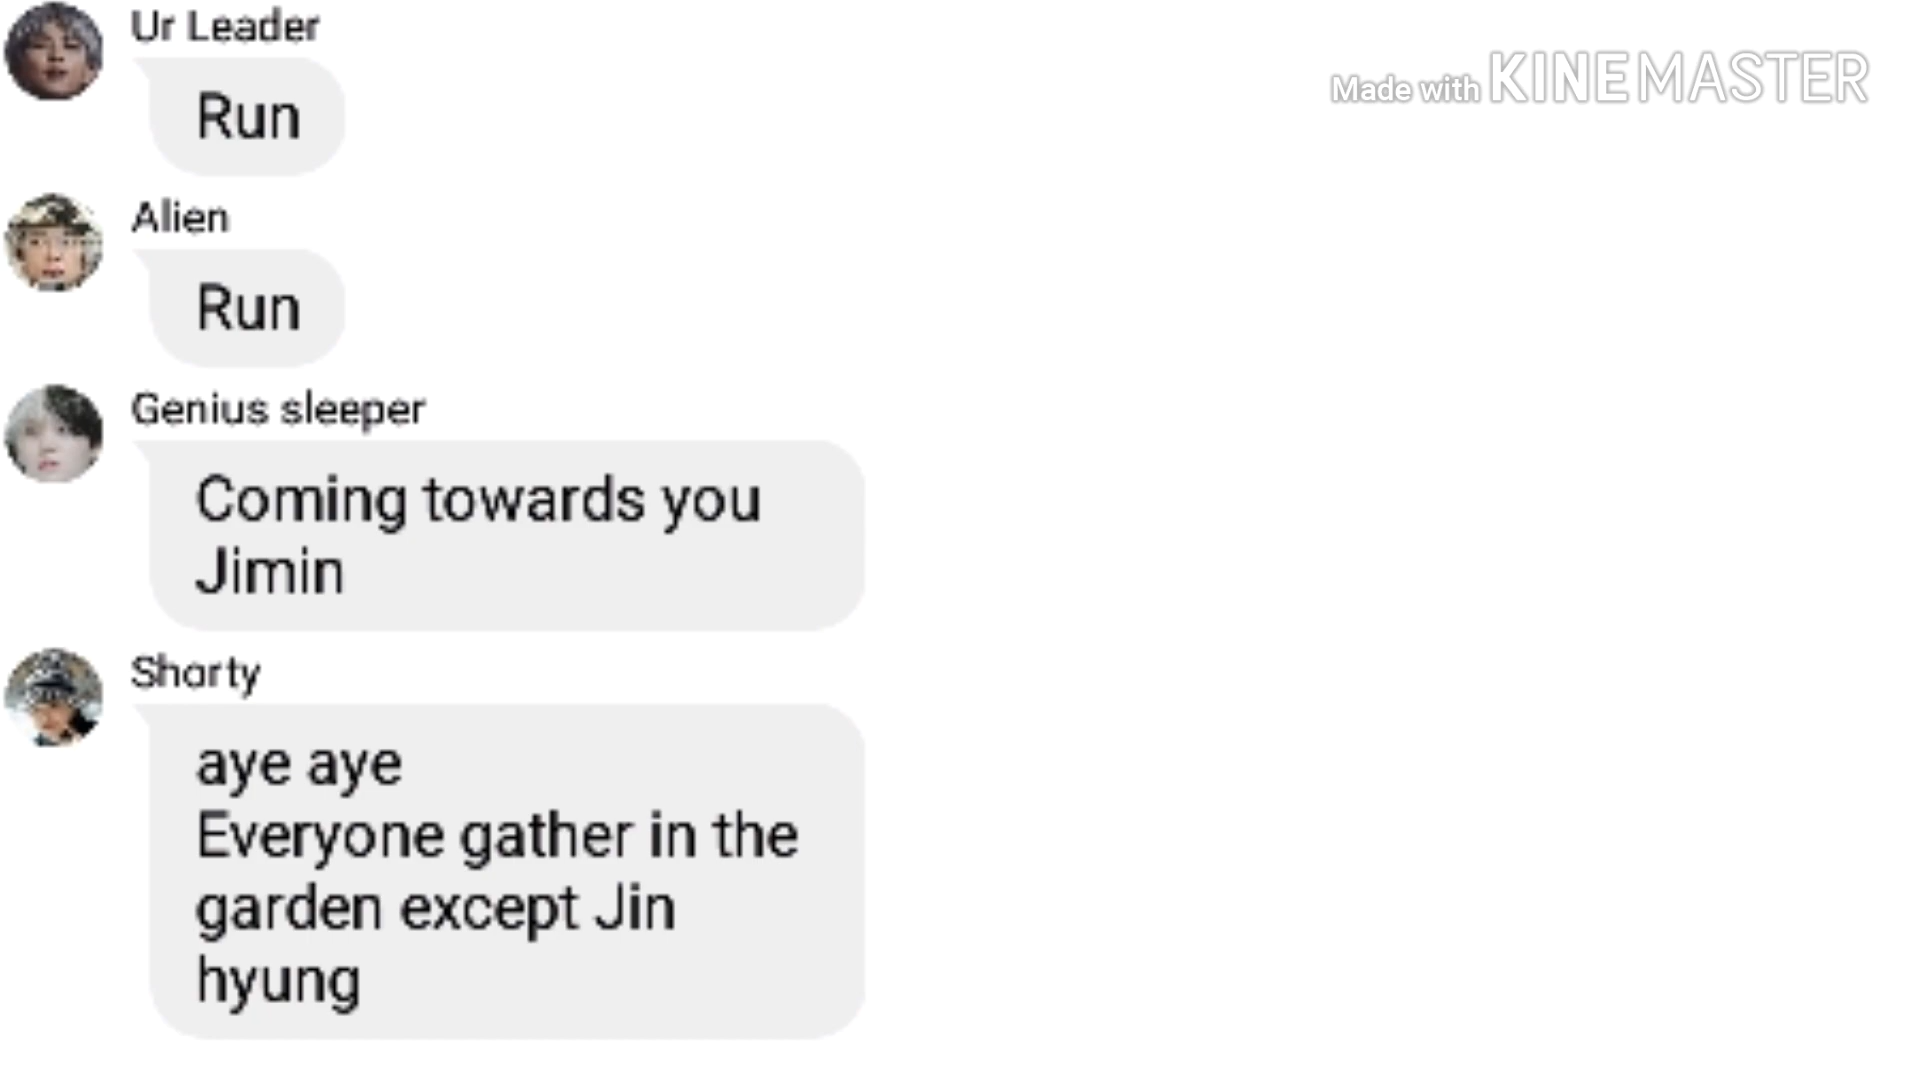 Ur Leader
Made with KINEMASTER
Run
Alien
Run
Genius sleeper
Coming towards you
Jimin
Shorty
aye aye
Everyone gather in the
garden except Jin
hyung